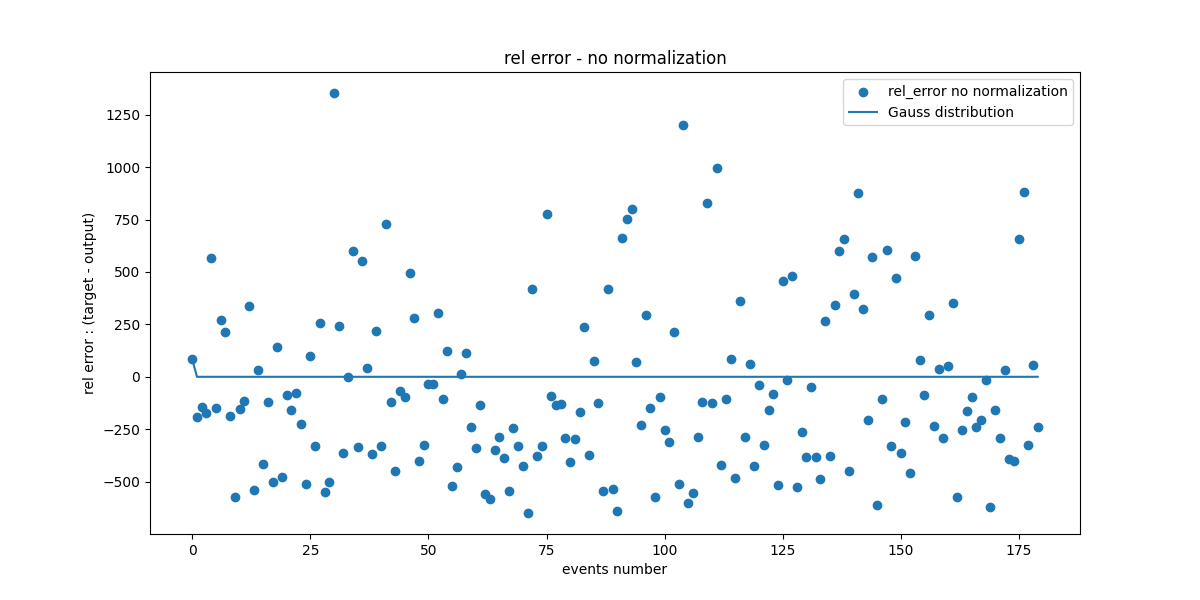 rel error - no normalization
rel_error no normalization
Gauss distribution
1250
1000
750
500
250
0
−250
−500
rel error : (target - output)
0 25 50 75 100 125 150 175
events number